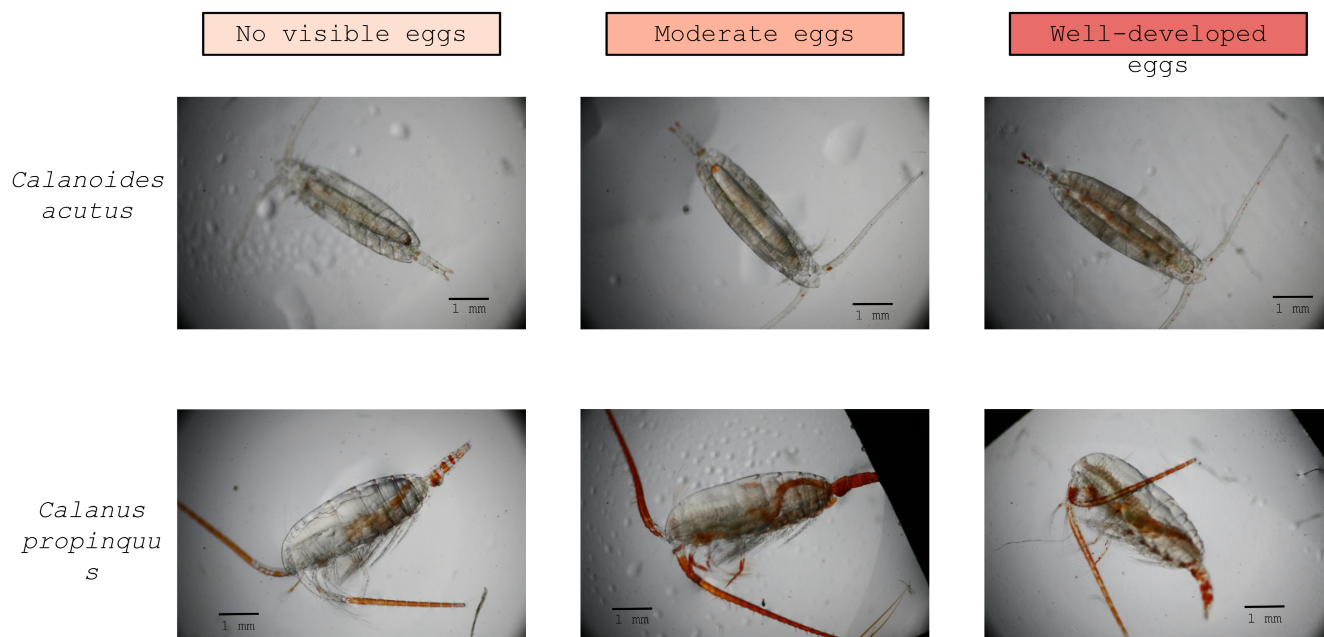 No visible eggs
Moderate eggs
Well-developed
eggs
Calanoides
acutus
1 mm
1 mm
1 mm
Calanus
propinquu
s
1 mm
1 mm
1 mm